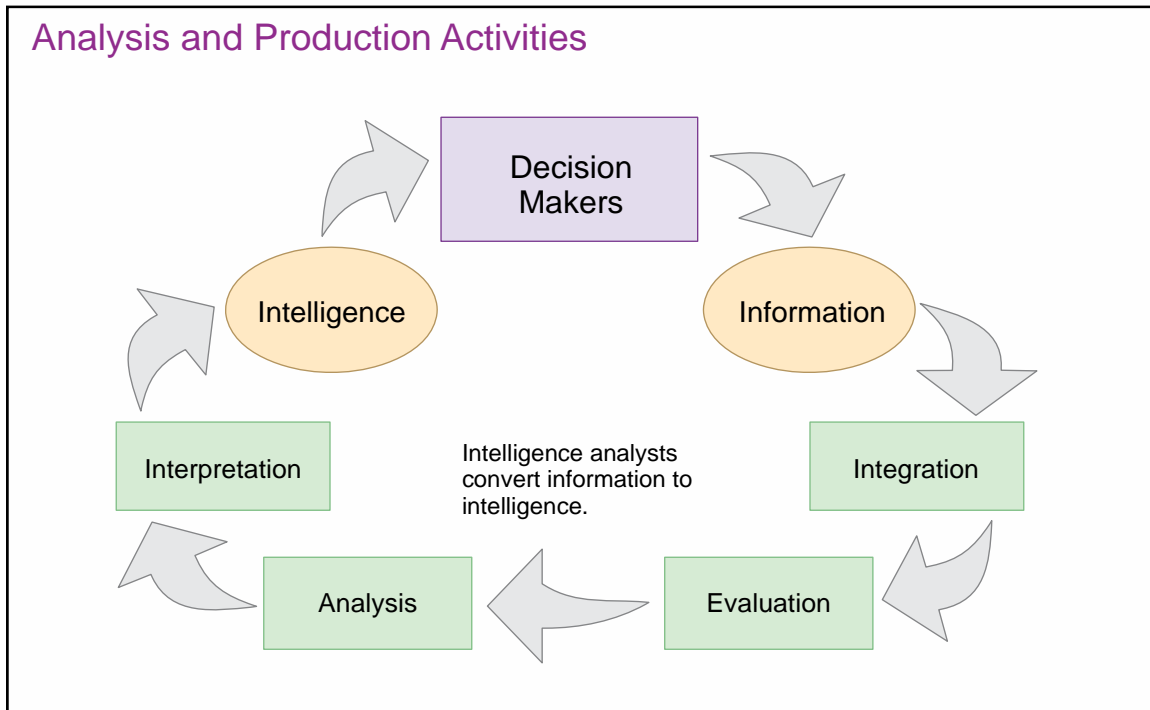 Analysis and Production Activities
Decision
Makers
Intelligence
Information
Interpretation
Intelligence analysts
convert information to
intelligence.
Integration
Analysis
Evaluation